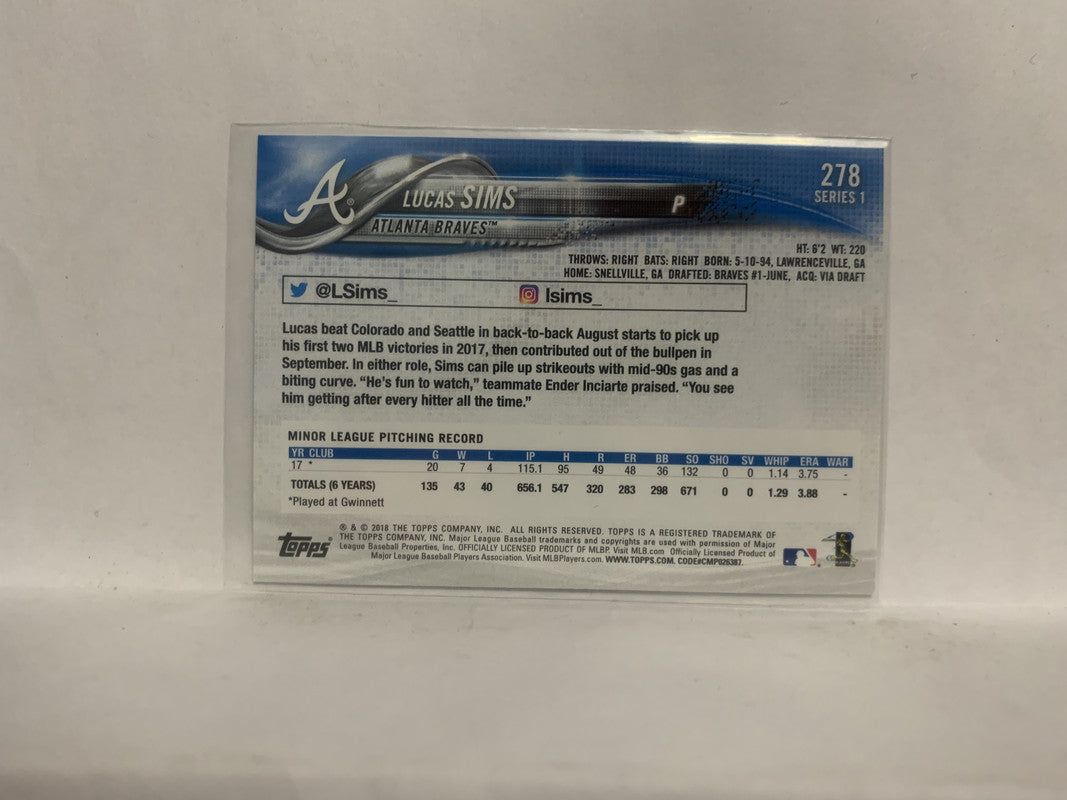 A ®
LUCAS SIMS
P
ATLANTA BRAVES™
278
SERIES 1
HT: 6'2 WT: 220
THROWS: RIGHT BATS: RIGHT BORN: 5-10-94, LAWRENCEVILLE, GA
HOME: SNELLVILLE, GA DRAFTED: BRAVES #1-JUNE, ACQ: VIA DRAFT
@LSims_ lsims_
Lucas beat Colorado and Seattle in back-to-back August starts to pick up
his first two MLB victories in 2017, then contributed out of the bullpen in
September. In either role, Sims can pile up strikeouts with mid-90s gas and a
biting curve. “He's fun to watch,” teammate Ender Inciarte praised. “You see
him getting after every hitter all the time.”
MINOR LEAGUE PITCHING RECORD
YR CLUB G W L IP H R ER BB SO SHO SV WHIP ERA WAR
17 * 20 7 4 115.1 95 49 48 36 132 0 0 1.14 3.75 -
TOTALS (6 YEARS) 135 43 40 656.1 547 320 283 298 671 0 0 1.29 3.88 -
*Played at Gwinnett
Topps®
® & © 2018 THE TOPPS COMPANY, INC. ALL RIGHTS RESERVED. TOPPS IS A REGISTERED TRADEMARK OF
THE TOPPS COMPANY, INC. Major League Baseball trademarks and copyrights are used with permission of Major
League Baseball Properties, Inc. OFFICIALLY LICENSED PRODUCT OF MLBP. Visit MLB.com Officially Licensed Product of
Major League Baseball Players Association. Visit MLBPlayers.com. WWW.TOPPS.COM. CODE#CMP026387.